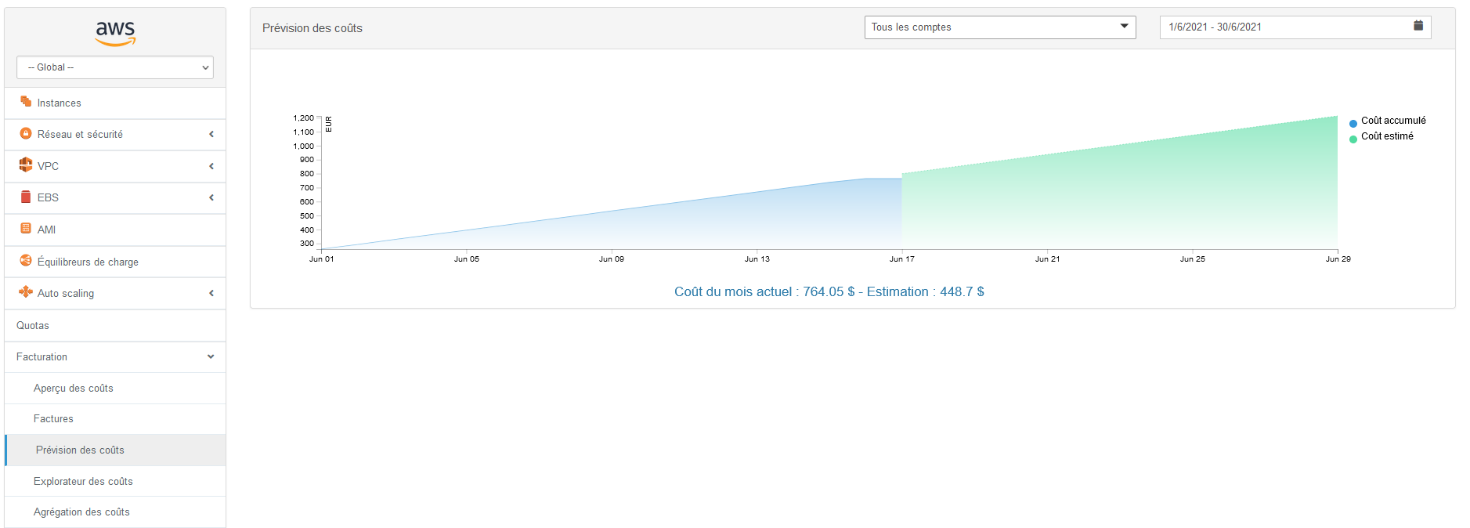 aws
-- Global --
Instances
Réseau et sécurité
VPC
EBS
AMI
Équilibreurs de charge
Auto scaling
Quotas
Facturation
Aperçu des coûts
Factures
Prévision des coûts
Explorateur des coûts
Agrégation des coûts
Prévision des coûts
Tous les comptes
1/6/2021 - 30/6/2021
EUR
1,200
1,100
1,000
900
800
700
600
500
400
300
Jun 01
Jun 05
Jun 09
Jun 13
Jun 17
Jun 21
Jun 25
Jun 29
Coût accumulé
Coût estimé
Coût du mois actuel : 764.05 $ - Estimation : 448.7 $